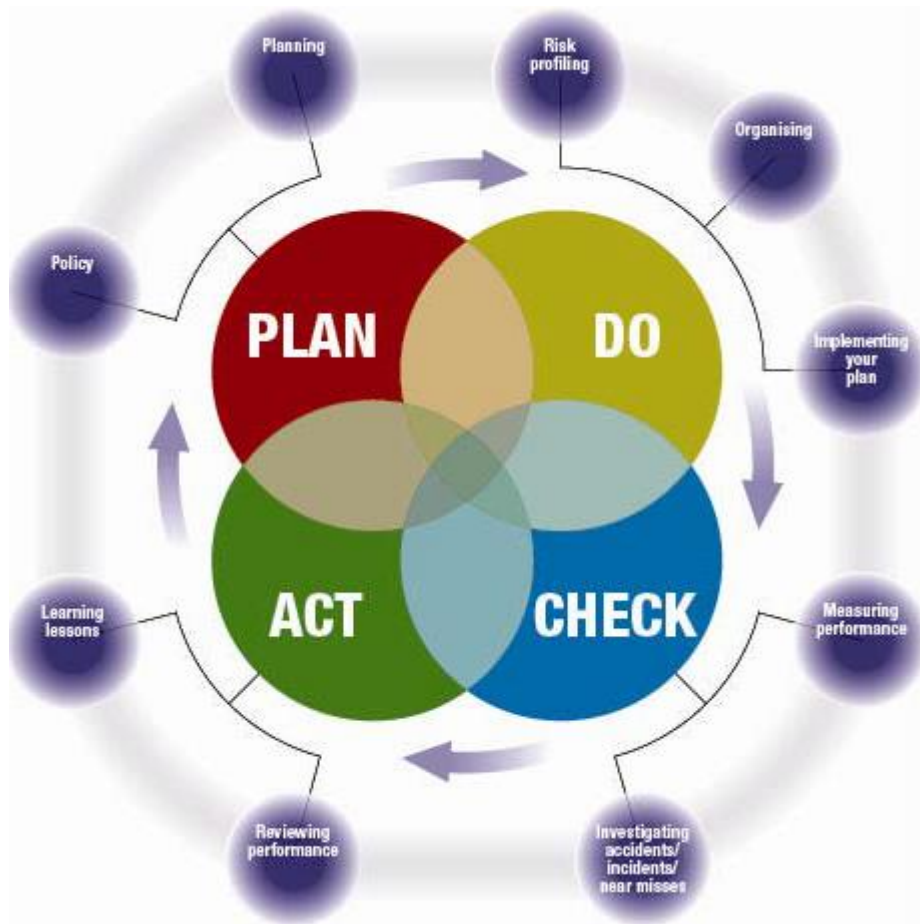 Planning
Risk
profiling
Organising
Policy
PLAN
DO
Implementing
your
plan
ACT
CHECK
Learning
lessons
Measuring
performance
Reviewing
performance
Investigating
accidents/
incidents/
near misses